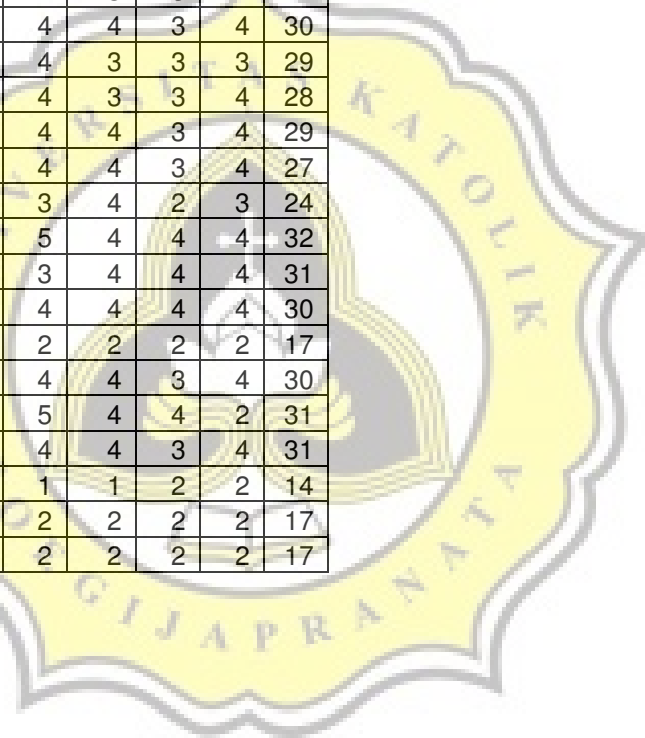 4 4 3 4 30
4 3 3 3 29
4 3 3 4 28
4 4 3 4 29
4 4 3 4 27
3 4 2 3 24
5 4 4 4 32
3 4 4 4 31
4 4 4 4 30
2 2 2 2 17
4 4 3 4 30
5 4 4 2 31
4 4 3 4 31
1 1 2 2 14
2 2 2 2 17
2 2 2 2 17
VERSITAS KATOLIK
OEGIJAPRANATA